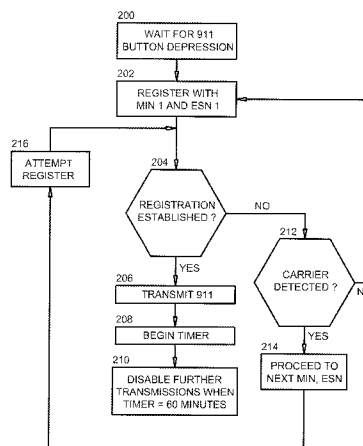 200
WAIT FOR 911
BUTTON DEPRESSION
202
REGISTER WITH
MIN 1 AND ESN 1
216
ATTEMPT
REGISTER
204
REGISTRATION
ESTABLISHED ?
NO
212
CARRIER
DETECTED ?
YES
206
TRANSMIT 911
208
BEGIN TIMER
210
DISABLE FURTHER
TRANSMISSIONS WHEN
TIMER = 60 MINUTES
YES
214
PROCEED TO
NEXT MIN, ESN